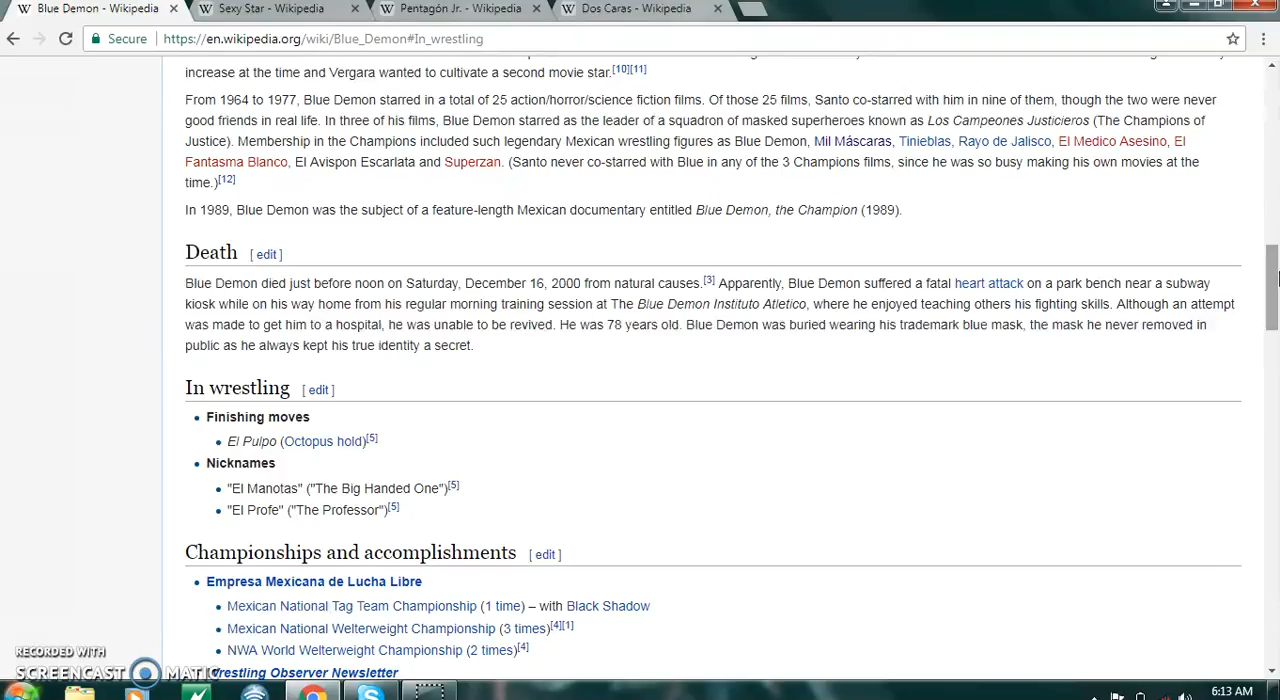 Blue Demon - Wikipedia × Sexy Star - Wikipedia × Pentagón Jr. - Wikipedia × Dos Caras - Wikipedia ×
Secure https://en.wikipedia.org/wiki/Blue_Demon#In_wrestling
increase at the time and Vergara wanted to cultivate a second movie star.[10][11]
From 1964 to 1977, Blue Demon starred in a total of 25 action/horror/science fiction films. Of those 25 films, Santo co-starred with him in nine of them, though the two were never
good friends in real life. In three of his films, Blue Demon starred as the leader of a squadron of masked superheroes known as Los Campeones Justicieros (The Champions of
Justice). Membership in the Champions included such legendary Mexican wrestling figures as Blue Demon, Mil Máscaras, Tinieblas, Rayo de Jalisco, El Medico Asesino, El
Fantasma Blanco, El Avispon Escarlata and Superzan. (Santo never co-starred with Blue in any of the 3 Champions films, since he was so busy making his own movies at the
time.)[12]
In 1989, Blue Demon was the subject of a feature-length Mexican documentary entitled Blue Demon, the Champion (1989).
Death [ edit ]
Blue Demon died just before noon on Saturday, December 16, 2000 from natural causes.[3] Apparently, Blue Demon suffered a fatal heart attack on a park bench near a subway
kiosk while on his way home from his regular morning training session at The Blue Demon Instituto Atletico, where he enjoyed teaching others his fighting skills. Although an attempt
was made to get him to a hospital, he was unable to be revived. He was 78 years old. Blue Demon was buried wearing his trademark blue mask, the mask he never removed in
public as he always kept his true identity a secret.
In wrestling [ edit ]
Finishing moves
El Pulpo (Octopus hold)[5]
Nicknames
"El Manotas" ("The Big Handed One")[5]
"El Profe" ("The Professor")[5]
Championships and accomplishments [ edit ]
Empresa Mexicana de Lucha Libre
Mexican National Tag Team Championship (1 time) – with Black Shadow
Mexican National Welterweight Championship (3 times)[4][1]
NWA World Welterweight Championship (2 times)[4]
Wrestling Observer Newsletter
RECORDED WITH
SCREENCAST MATIC
6:13 AM